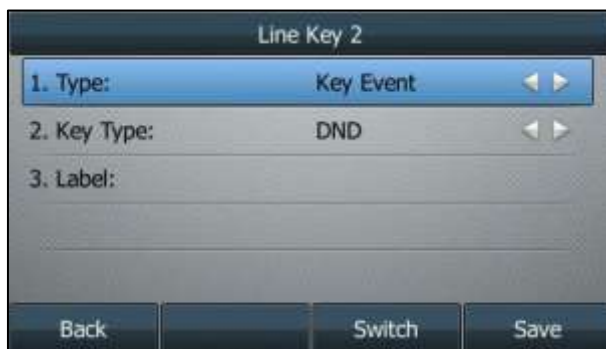 Line Key 2
1. Type: Key Event
2. Key Type: DND
3. Label:
Back Switch Save